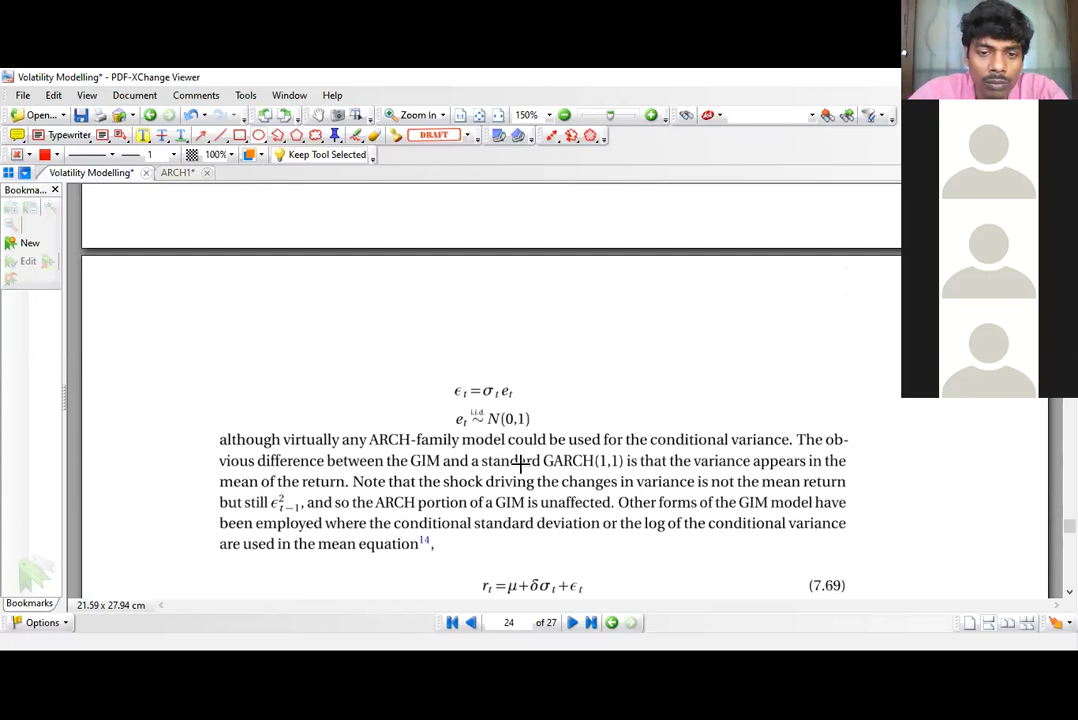 Volatility Modelling* - PDF-XChange Viewer
File Edit View Document Comments Tools Window Help
Open... Zoom In 150%
Typewriter DRAFT
1 100% Keep Tool Selected
Volatility Modelling* ARCH1*
Bookma...
New
Edit
ϵt = σt et
et i.i.d. ∼ N(0,1)
although virtually any ARCH-family model could be used for the conditional variance. The ob-
vious difference between the GIM and a standard GARCH(1,1) is that the variance appears in the
mean of the return. Note that the shock driving the changes in variance is not the mean return
but still ϵ²t−1, and so the ARCH portion of a GIM is unaffected. Other forms of the GIM model have
been employed where the conditional standard deviation or the log of the conditional variance
are used in the mean equation14,
rt = μ+δσt+ϵt (7.69)
Bookmarks 21.59 x 27.94 cm
Options 24 of 27